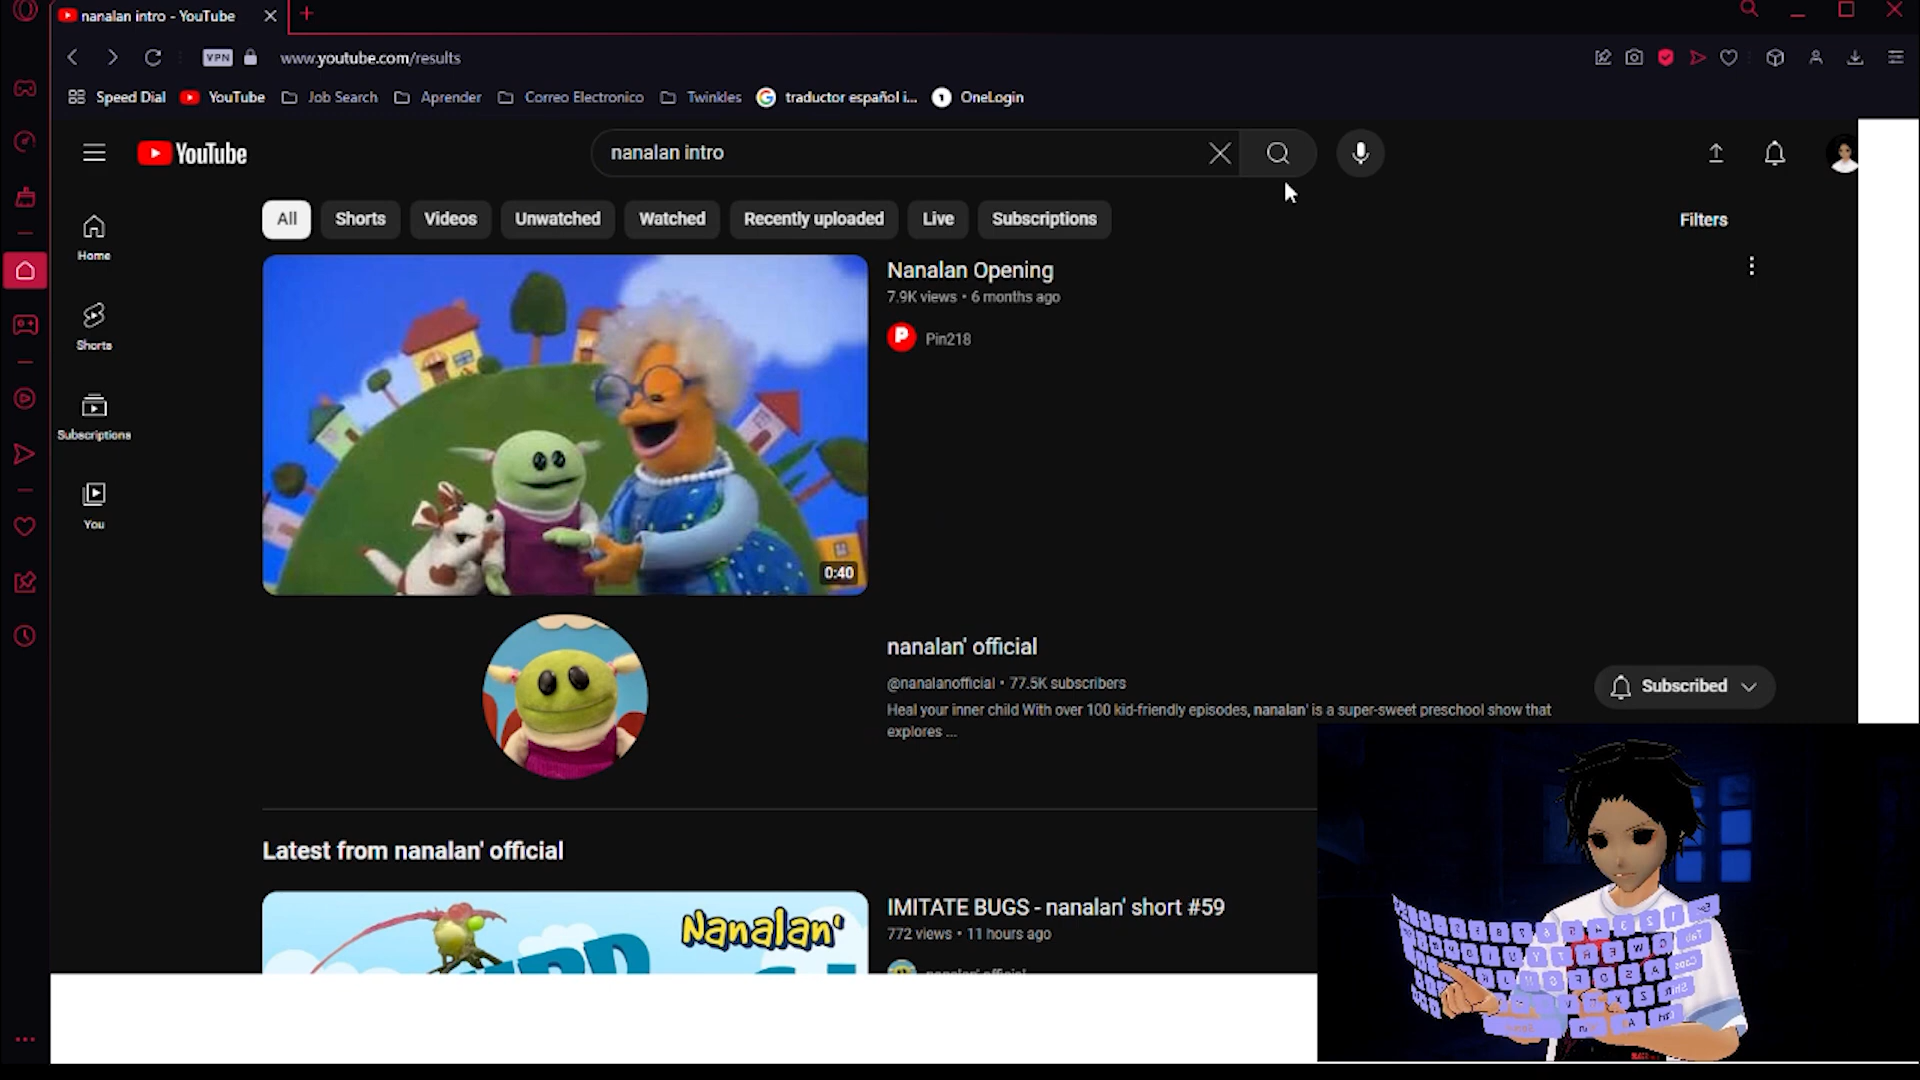 nanalan intro - YouTube
VPN
www.youtube.com/results
Speed Dial YouTube Job Search Aprender Correo Electronico Twinkles traductor español i... OneLogin
YouTube
nanalan intro
All Shorts Videos Unwatched Watched Recently uploaded Live Subscriptions Filters
Home
Shorts
Subscriptions
You
0:40
Nanalan Opening
7.9K views • 6 months ago
P Pin218
nanalan' official
@nanalanofficial • 77.5K subscribers
Heal your inner child With over 100 kid-friendly episodes, nanalan' is a super-sweet preschool show that
explores ...
Subscribed
Latest from nanalan' official
Nanalan'
IMITATE BUGS - nanalan' short #59
772 views • 11 hours ago
nanalan' official